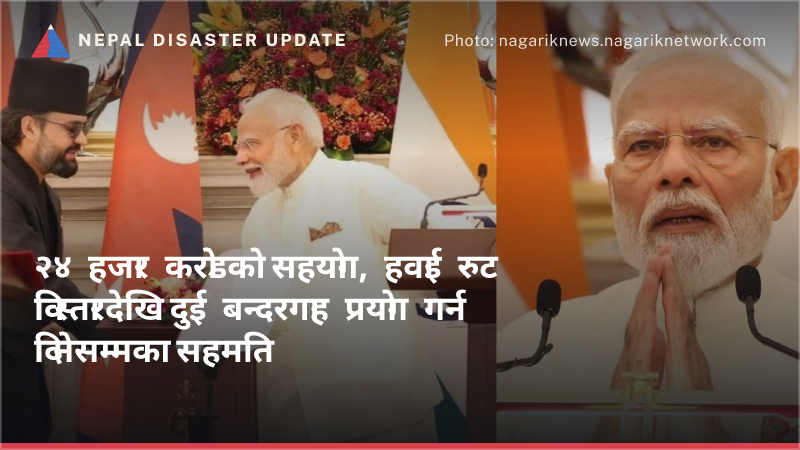 NEPAL DISASTER UPDATE
Photo: nagariknews.nagariknetwork.com
२४ हजार करोडको सहयोग, हवाई रुट
विस्तारदेखि दुई बन्दरगाह प्रयोग गर्न
दिनेसम्मका सहमति